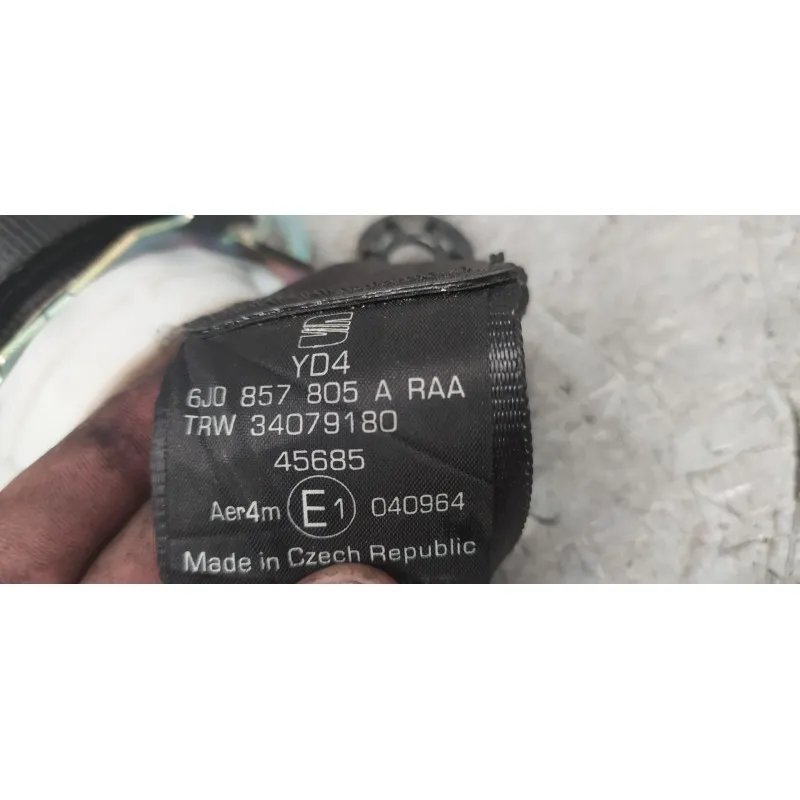 YD4
6J0 857 805 A RAA
TRW 34079180
45685
Aer4m E1 040964
Made in Czech Republic